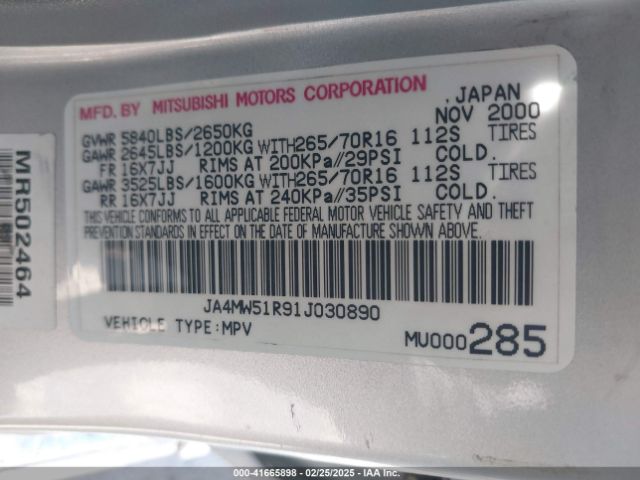 MFD. BY MITSUBISHI MOTORS CORPORATION , JAPAN
NOV 2000
GVWR 5840LBS/2650KG
GAWR 2645LBS/1200KG WITH265/70R16 112S TIRES
FR 16X7JJ RIMS AT 200KPa//29PSI COLD.
GAWR 3525LBS/1600KG WITH265/70R16 112S TIRES
RR 16X7JJ RIMS AT 240KPa//35PSI COLD.
THIS VEHICLE CONFORMS TO ALL APPLICABLE FEDERAL MOTOR VEHICLE SAFETY AND THEFT
PREVENTION STANDARDS IN EFFECT ON THE DATE OF MANUFACTURE SHOWN ABOVE.
JA4MW51R91J030890
VEHICLE TYPE:MPV
MU000285
MR502464
000-41665898 - 02/25/2025 - IAA Inc.